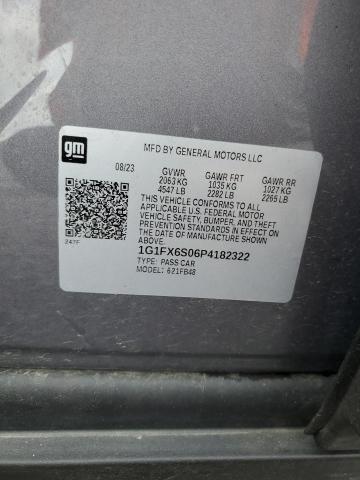 gm
MFD BY GENERAL MOTORS LLC
08/23 GVWR GAWR FRT GAWR RR
2063 KG 1035 KG 1027 KG
4547 LB 2282 LB 2265 LB
THIS VEHICLE CONFORMS TO ALL
APPLICABLE U.S. FEDERAL MOTOR
VEHICLE SAFETY, BUMPER, AND THEFT
PREVENTION STANDARDS IN EFFECT ON
THE DATE OF MANUFACTURE SHOWN
ABOVE.
247F
1G1FX6S06P4182322
TYPE: PASS CAR
MODEL: 621FB48